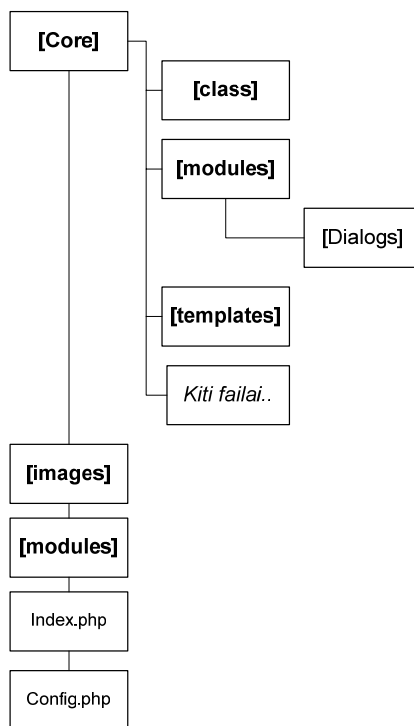 [Core]
[class]
[modules]
[Dialogs]
[templates]
Kiti failai..
[images]
[modules]
Index.php
Config.php